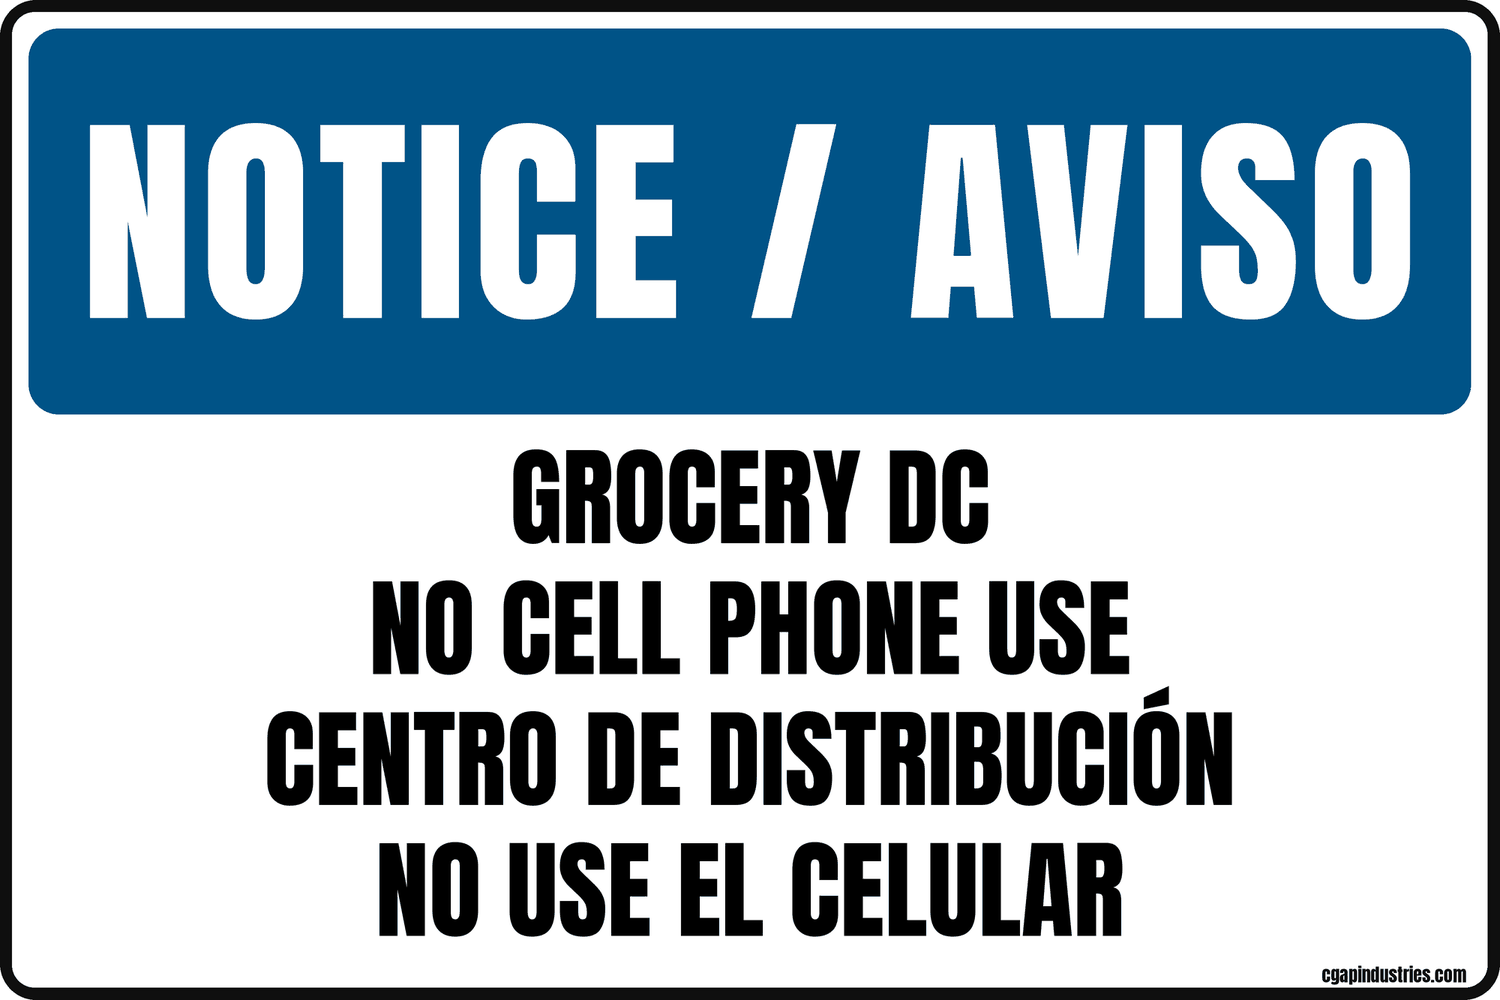 NOTICE / AVISO
GROCERY DC
NO CELL PHONE USE
CENTRO DE DISTRIBUCIÓN
NO USE EL CELULAR
cgapindustries.com